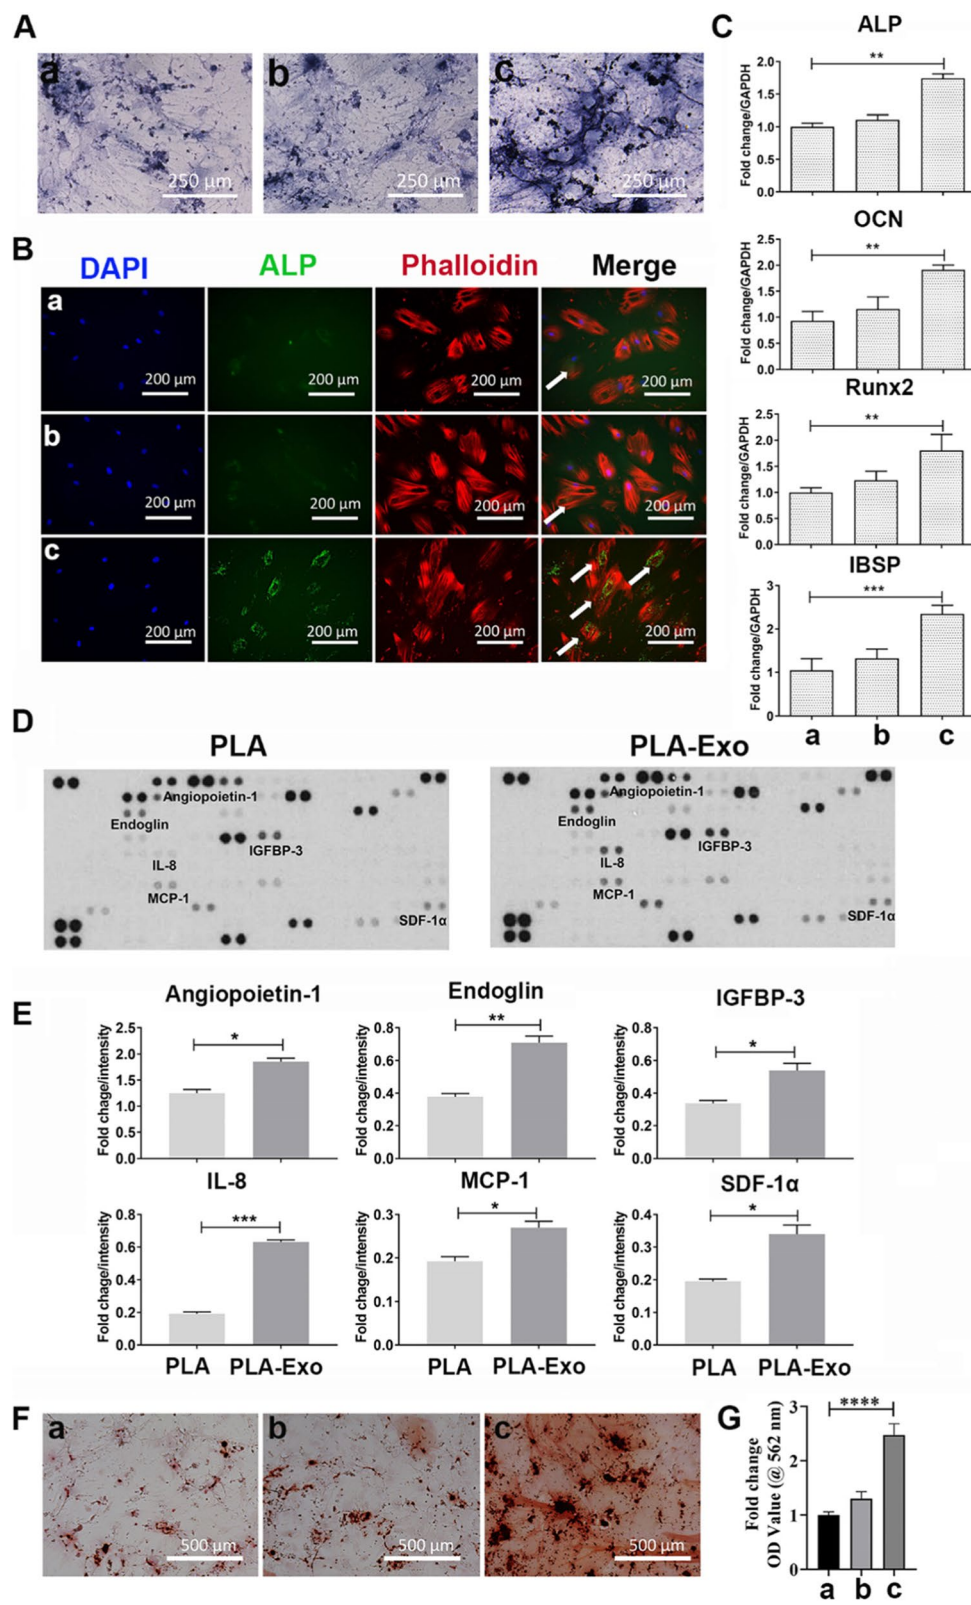 A
a
b
c
250 µm
250 µm
250 µm
B
DAPI
ALP
Phalloidin
Merge
a
200 µm
200 µm
200 µm
200 µm
b
200 µm
200 µm
200 µm
200 µm
c
200 µm
200 µm
200 µm
200 µm
C
ALP
Fold change/GAPDH
2.0
1.5
1.0
0.5
0.0
**
OCN
Fold change/GAPDH
2.5
2.0
1.5
1.0
0.5
0.0
**
Runx2
Fold change/GAPDH
2.5
2.0
1.5
1.0
0.5
0.0
**
IBSP
Fold change/GAPDH
3
2
1
0
***
a b c
D
PLA
Angiopoietin-1
Endoglin
IGFBP-3
IL-8
MCP-1
SDF-1α
PLA-Exo
Angiopoietin-1
Endoglin
IGFBP-3
IL-8
MCP-1
SDF-1α
E
Angiopoietin-1
Fold chage/intensity
2.5
2.0
1.5
1.0
0.5
0.0
*
Endoglin
Fold chage/intensity
0.8
0.6
0.4
0.2
0.0
**
IGFBP-3
Fold chage/intensity
0.8
0.6
0.4
0.2
0.0
*
IL-8
Fold chage/intensity
0.8
0.6
0.4
0.2
0.0
***
PLA PLA-Exo
MCP-1
Fold chage/intensity
0.3
0.2
0.1
0.0
*
PLA PLA-Exo
SDF-1α
Fold chage/intensity
0.4
0.3
0.2
0.1
0.0
*
PLA PLA-Exo
F
a
b
c
500 µm
500 µm
500 µm
G
Fold change
OD Value (@ 562 nm)
3
2
1
0
****
a b c